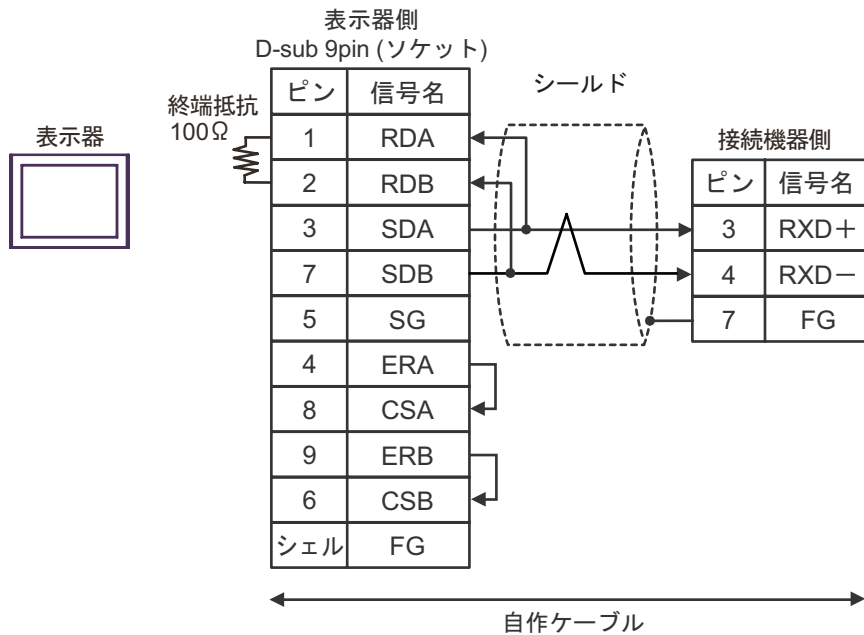 表示器側
D-sub 9pin (ソケット)
シールド
終端抵抗
100Ω
表示器
接続機器側
ピン 信号名
1 RDA
2 RDB
3 SDA
7 SDB
5 SG
4 ERA
8 CSA
9 ERB
6 CSB
シェル FG
ピン 信号名
3 RXD＋
4 RXD－
7 FG
自作ケーブル